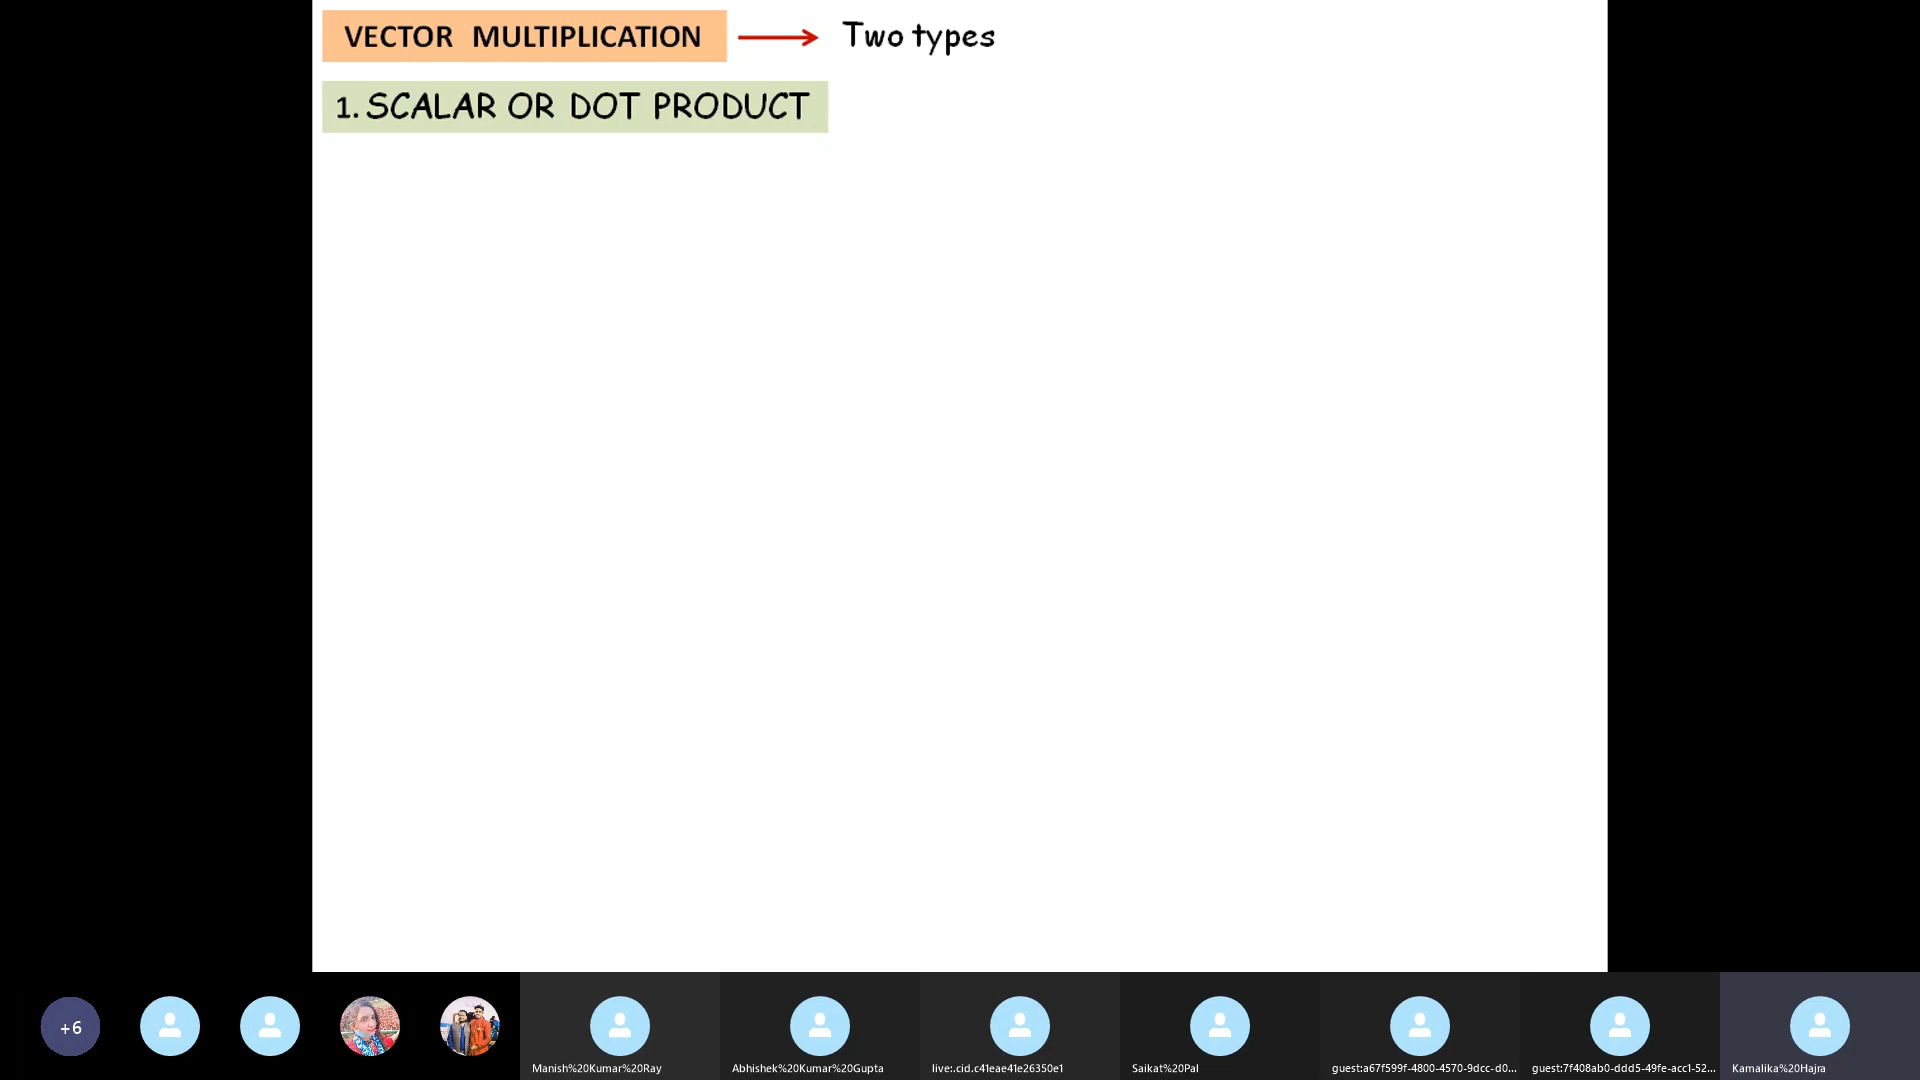 VECTOR MULTIPLICATION → Two types
1. SCALAR OR DOT PRODUCT
+6
Manish%20Kumar%20Ray
Abhishek%20Kumar%20Gupta
live:.cid.c41eae41e26350e1
Saikat%20Pal
guest:a67f599f-4800-4570-9dcc-d0...
guest:7f408ab0-ddd5-49fe-acc1-52...
Kamalika%20Hajra